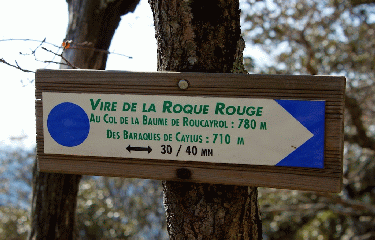 Vire de la Roque Rouge
Au Col de la Baume de Roucayrol : 780 m
Des Baraques de Caylus : 710 m
↔ 30 / 40 mn